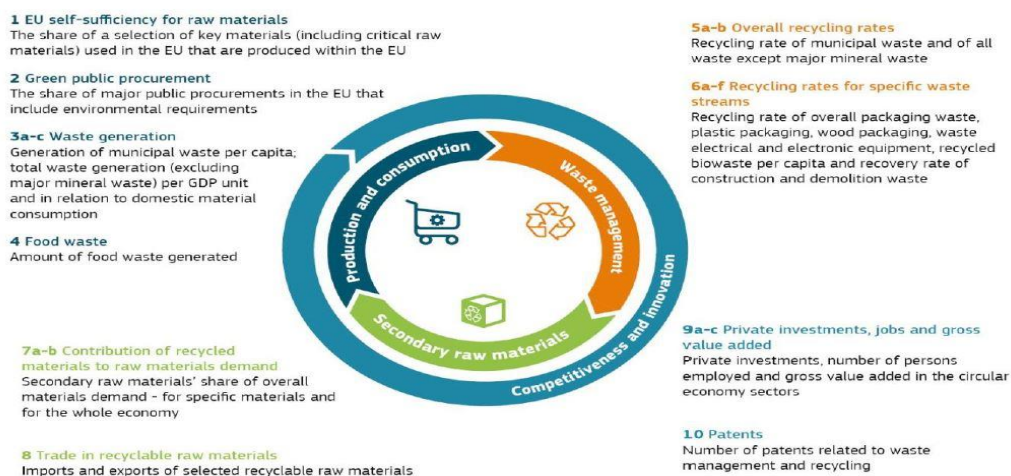 1 EU self-sufficiency for raw materials
The share of a selection of key materials (including critical raw
materials) used in the EU that are produced within the EU
2 Green public procurement
The share of major public procurements in the EU that
include environmental requirements
3a-c Waste generation
Generation of municipal waste per capita;
total waste generation (excluding
major mineral waste) per GDP unit
and in relation to domestic material
consumption
4 Food waste
Amount of food waste generated
5a-b Overall recycling rates
Recycling rate of municipal waste and of all
waste except major mineral waste
6a-f Recycling rates for specific waste
streams
Recycling rate of overall packaging waste,
plastic packaging, wood packaging, waste
electrical and electronic equipment, recycled
biowaste per capita and recovery rate of
construction and demolition waste
Production and consumption
Waste management
Secondary raw materials
Competitiveness and innovation
7a-b Contribution of recycled
materials to raw materials demand
Secondary raw materials' share of overall
materials demand - for specific materials and
for the whole economy
8 Trade in recyclable raw materials
Imports and exports of selected recyclable raw materials
9a-c Private investments, jobs and gross
value added
Private investments, number of persons
employed and gross value added in the circular
economy sectors
10 Patents
Number of patents related to waste
management and recycling